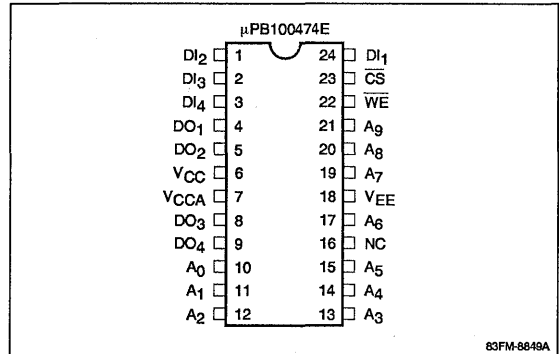 μPB100474E
DI2 1 24 DI1
DI3 2 23 C̅S̅
DI4 3 22 W̅E̅
DO1 4 21 A9
DO2 5 20 A8
VCC 6 19 A7
VCCA 7 18 VEE
DO3 8 17 A6
DO4 9 16 NC
A0 10 15 A5
A1 11 14 A4
A2 12 13 A3
83FM-8849A